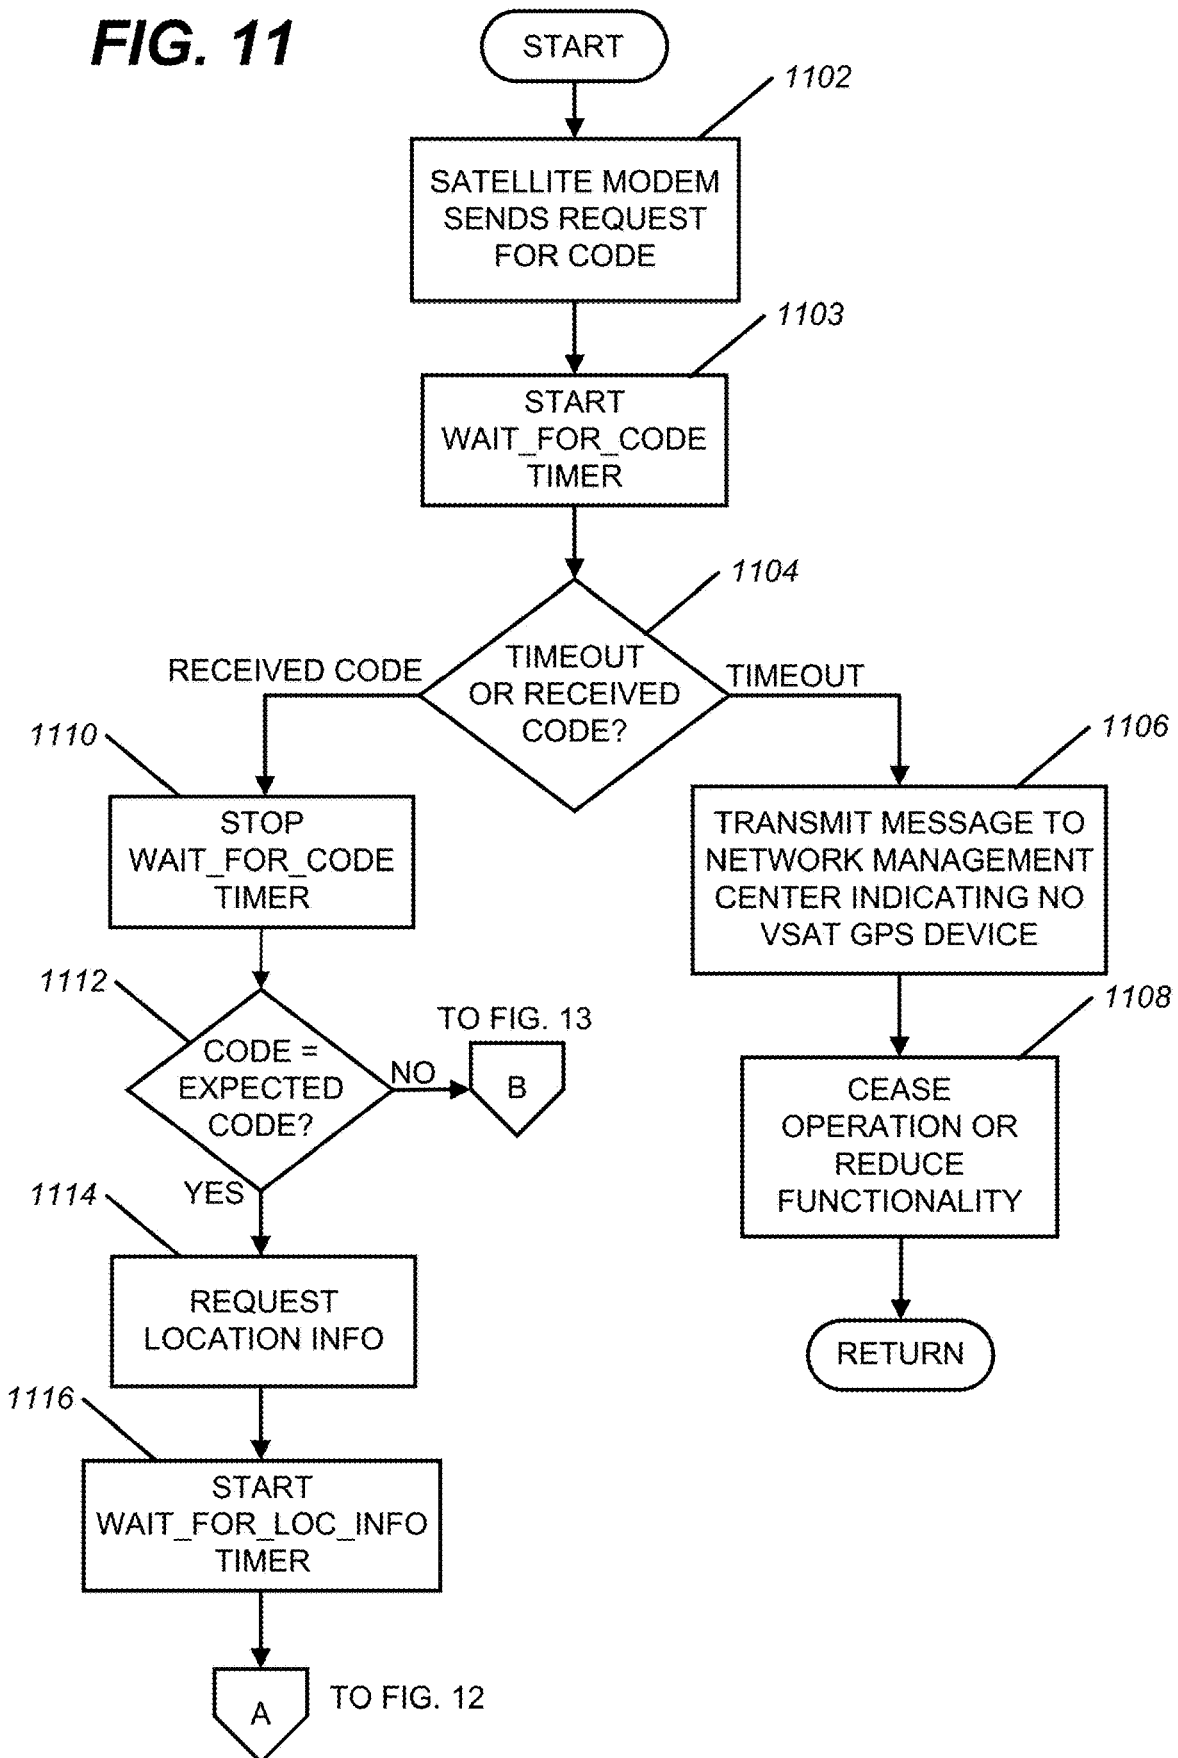 FIG. 11
START
1102
SATELLITE MODEM
SENDS REQUEST
FOR CODE
1103
START
WAIT_FOR_CODE
TIMER
1104
TIMEOUT
OR RECEIVED
CODE?
RECEIVED CODE
TIMEOUT
1110
STOP
WAIT_FOR_CODE
TIMER
1106
TRANSMIT MESSAGE TO
NETWORK MANAGEMENT
CENTER INDICATING NO
VSAT GPS DEVICE
1112
CODE =
EXPECTED
CODE?
NO
TO FIG. 13
B
1108
CEASE
OPERATION OR
REDUCE
FUNCTIONALITY
YES
1114
REQUEST
LOCATION INFO
RETURN
1116
START
WAIT_FOR_LOC_INFO
TIMER
A
TO FIG. 12